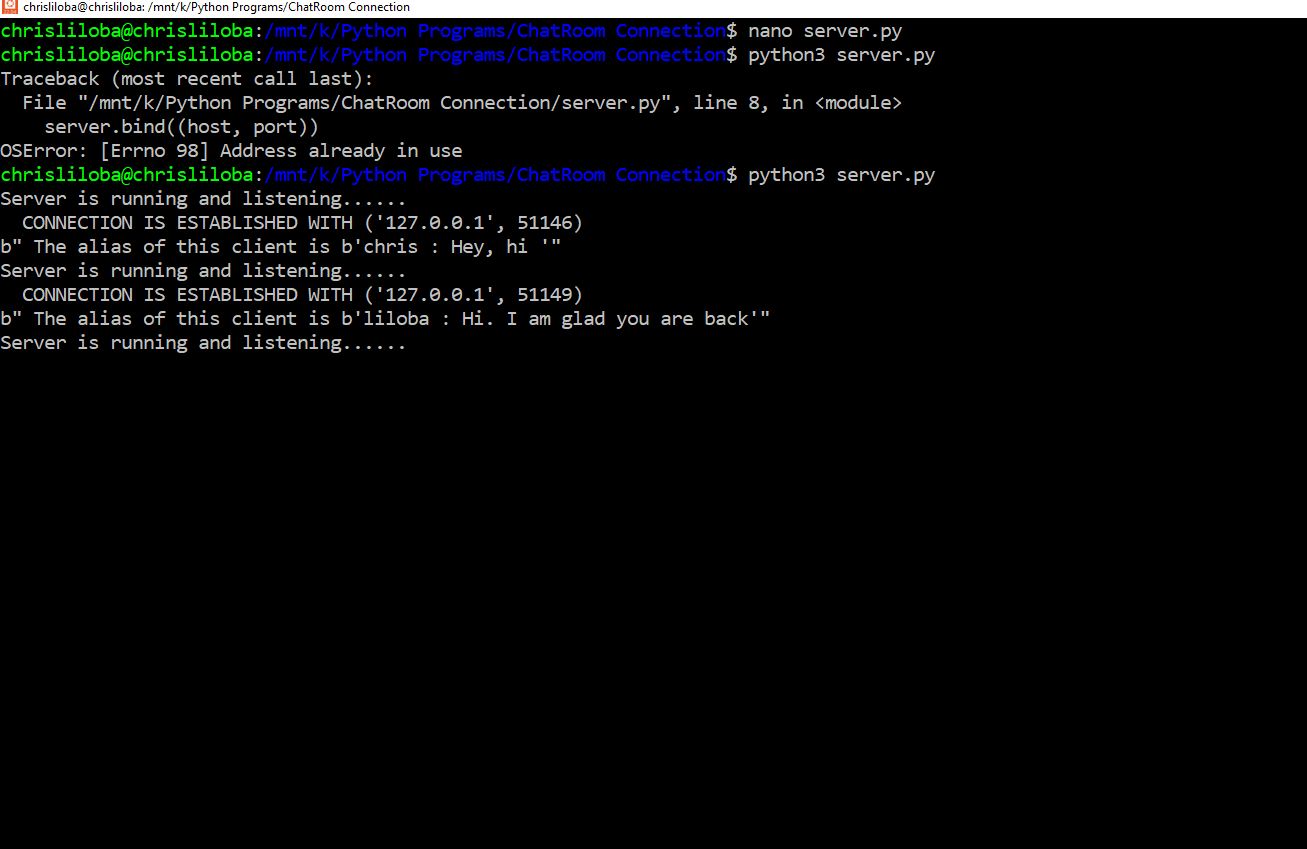 chrisliloba@chrisliloba: /mnt/k/Python Programs/ChatRoom Connection
chrisliloba@chrisliloba:/mnt/k/Python Programs/ChatRoom Connection$ nano server.py
chrisliloba@chrisliloba:/mnt/k/Python Programs/ChatRoom Connection$ python3 server.py
Traceback (most recent call last):
  File "/mnt/k/Python Programs/ChatRoom Connection/server.py", line 8, in <module>
    server.bind((host, port))
OSError: [Errno 98] Address already in use
chrisliloba@chrisliloba:/mnt/k/Python Programs/ChatRoom Connection$ python3 server.py
Server is running and listening......
  CONNECTION IS ESTABLISHED WITH ('127.0.0.1', 51146)
b" The alias of this client is b'chris : Hey, hi '"
Server is running and listening......
  CONNECTION IS ESTABLISHED WITH ('127.0.0.1', 51149)
b" The alias of this client is b'liloba : Hi. I am glad you are back'"
Server is running and listening......